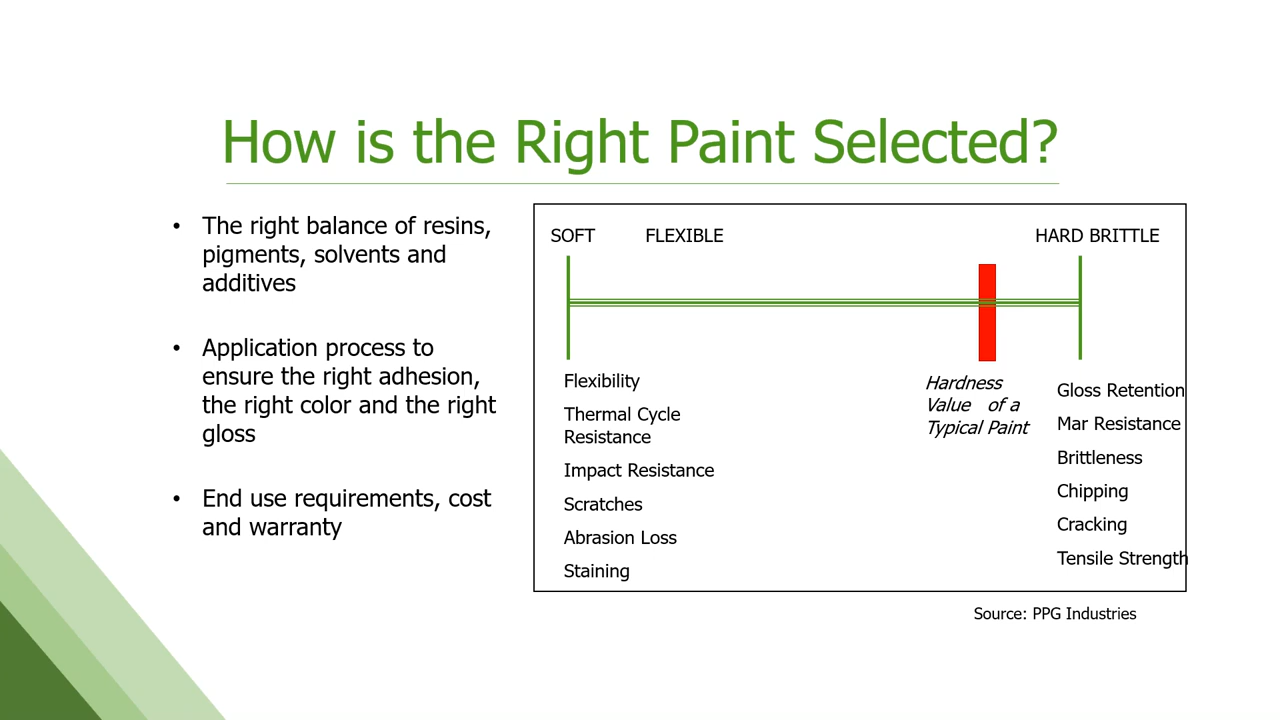 How is the Right Paint Selected?
• The right balance of resins,
pigments, solvents and
additives
• Application process to
ensure the right adhesion,
the right color and the right
gloss
• End use requirements, cost
and warranty
SOFT FLEXIBLE HARD BRITTLE
Flexibility
Thermal Cycle
Resistance
Impact Resistance
Scratches
Abrasion Loss
Staining
Hardness
Value of a
Typical Paint
Gloss Retention
Mar Resistance
Brittleness
Chipping
Cracking
Tensile Strength
Source: PPG Industries